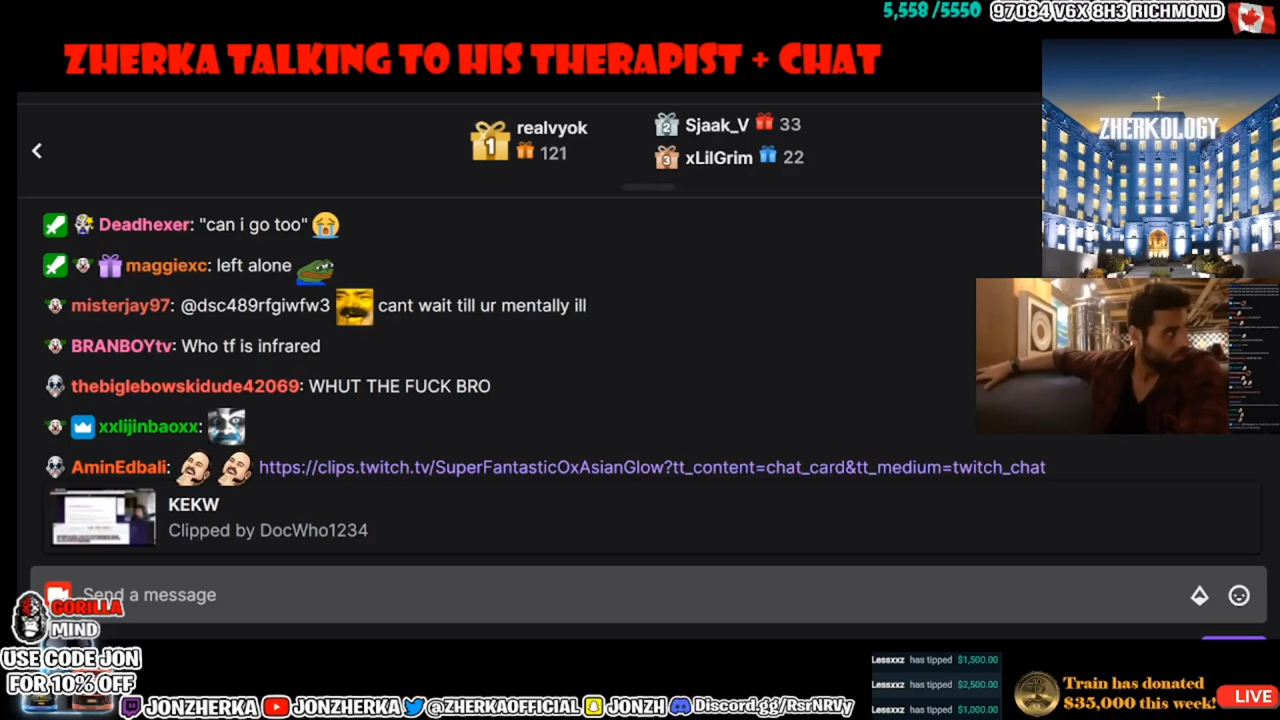 5,558 /5550 97084 V6X 8H3 RICHMOND
ZHERKA TALKING TO HIS THERAPIST + CHAT
ZHERKOLOGY
1 realvyok
121
2 Sjaak_V 33
3 xLilGrim 22
Deadhexer: "can i go too"
maggiexc: left alone
misterjay97: @dsc489rfgiwfw3 cant wait till ur mentally ill
BRANBOYtv: Who tf is infrared
thebiglebowskidude42069: WHUT THE FUCK BRO
xxlijinbaoxx:
AminEdbali: https://clips.twitch.tv/SuperFantasticOxAsianGlow?tt_content=chat_card&tt_medium=twitch_chat
KEKW
Clipped by DocWho1234
Send a message
GORILLA
MIND
USE CODE JON
FOR 10% OFF
JONZHERKA JONZHERKA @ZHERKAOFFICIAL JONZH Discord.gg/RsrNRVy
Lessxxz has tipped $1,500.00
Lessxxz has tipped $2,500.00
Lessxxz has tipped $1,000.00
Train has donated
$35,000 this week!
LIVE